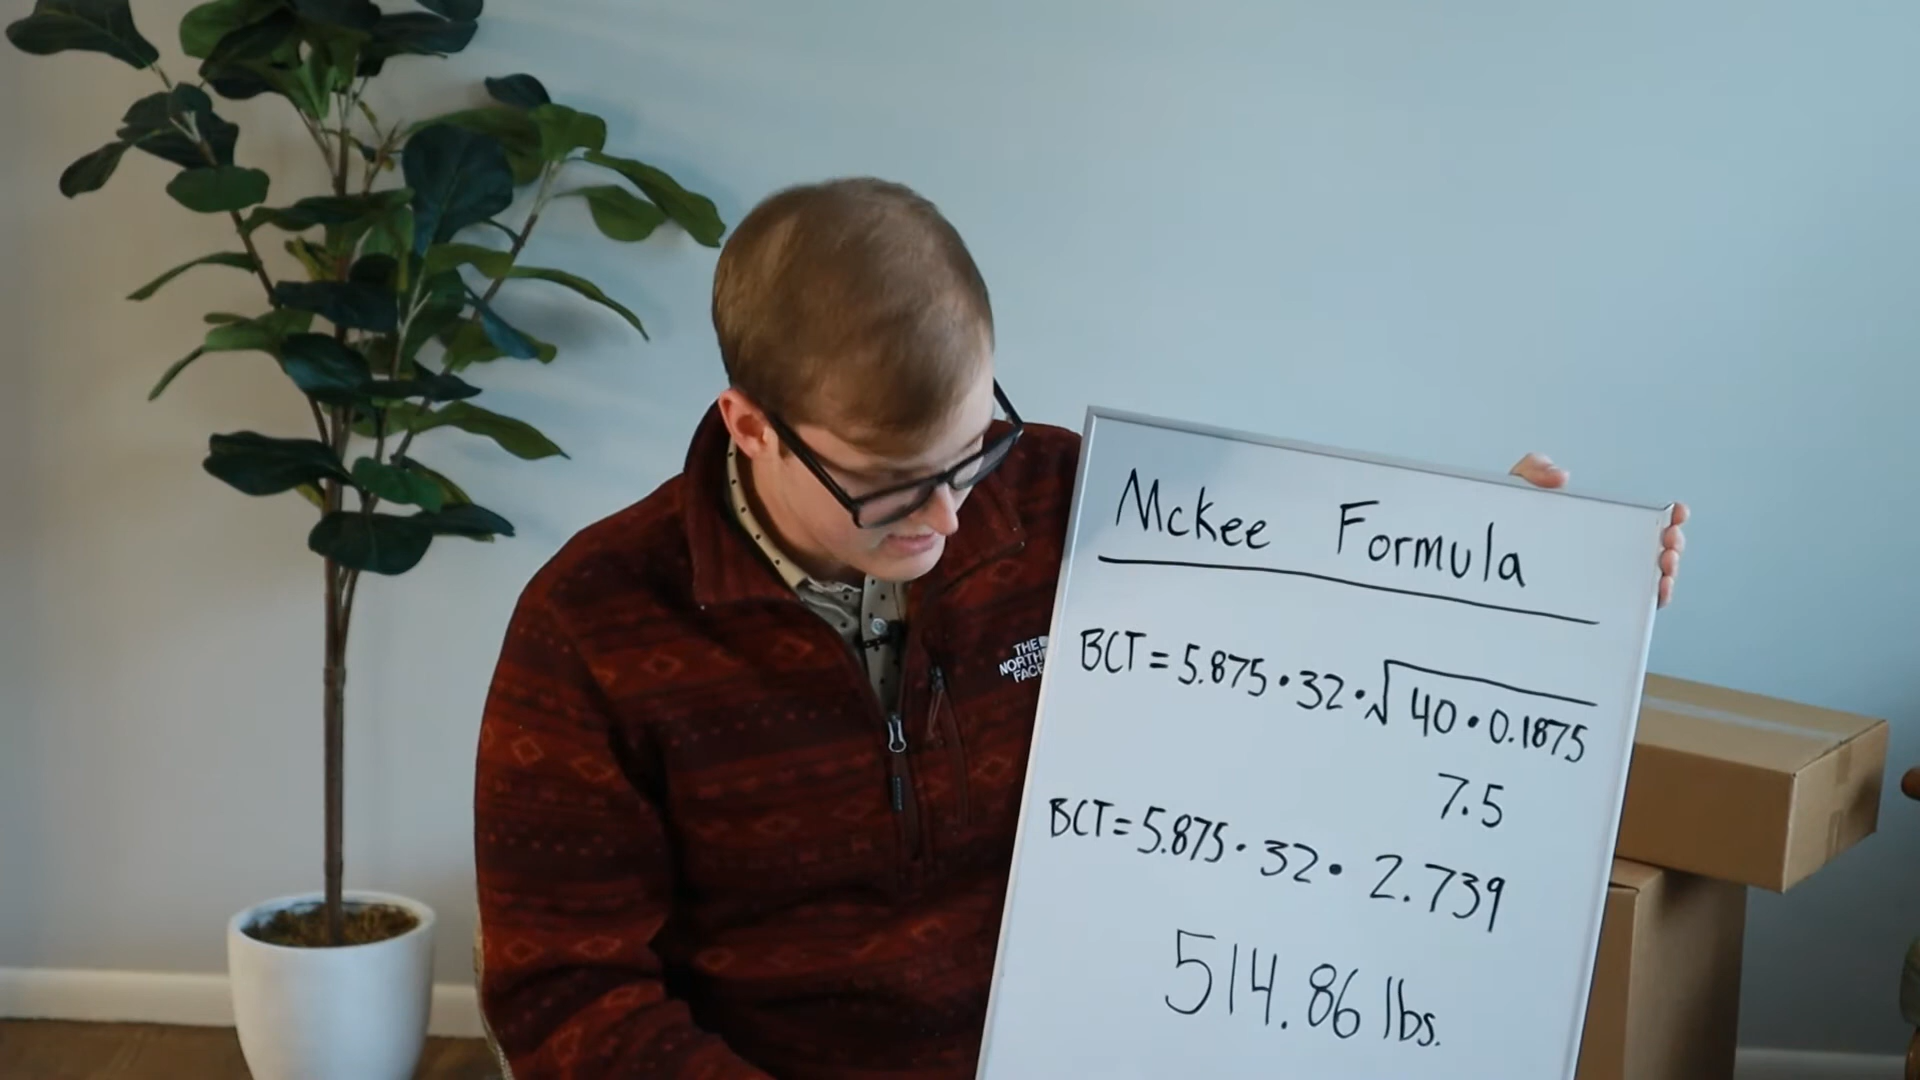 McKee Formula
BCT = 5.875 · 32 · √40 · 0.1875
7.5
BCT = 5.875 · 32 · 2.739
514.86 lbs.
THE
NORTH
FACE